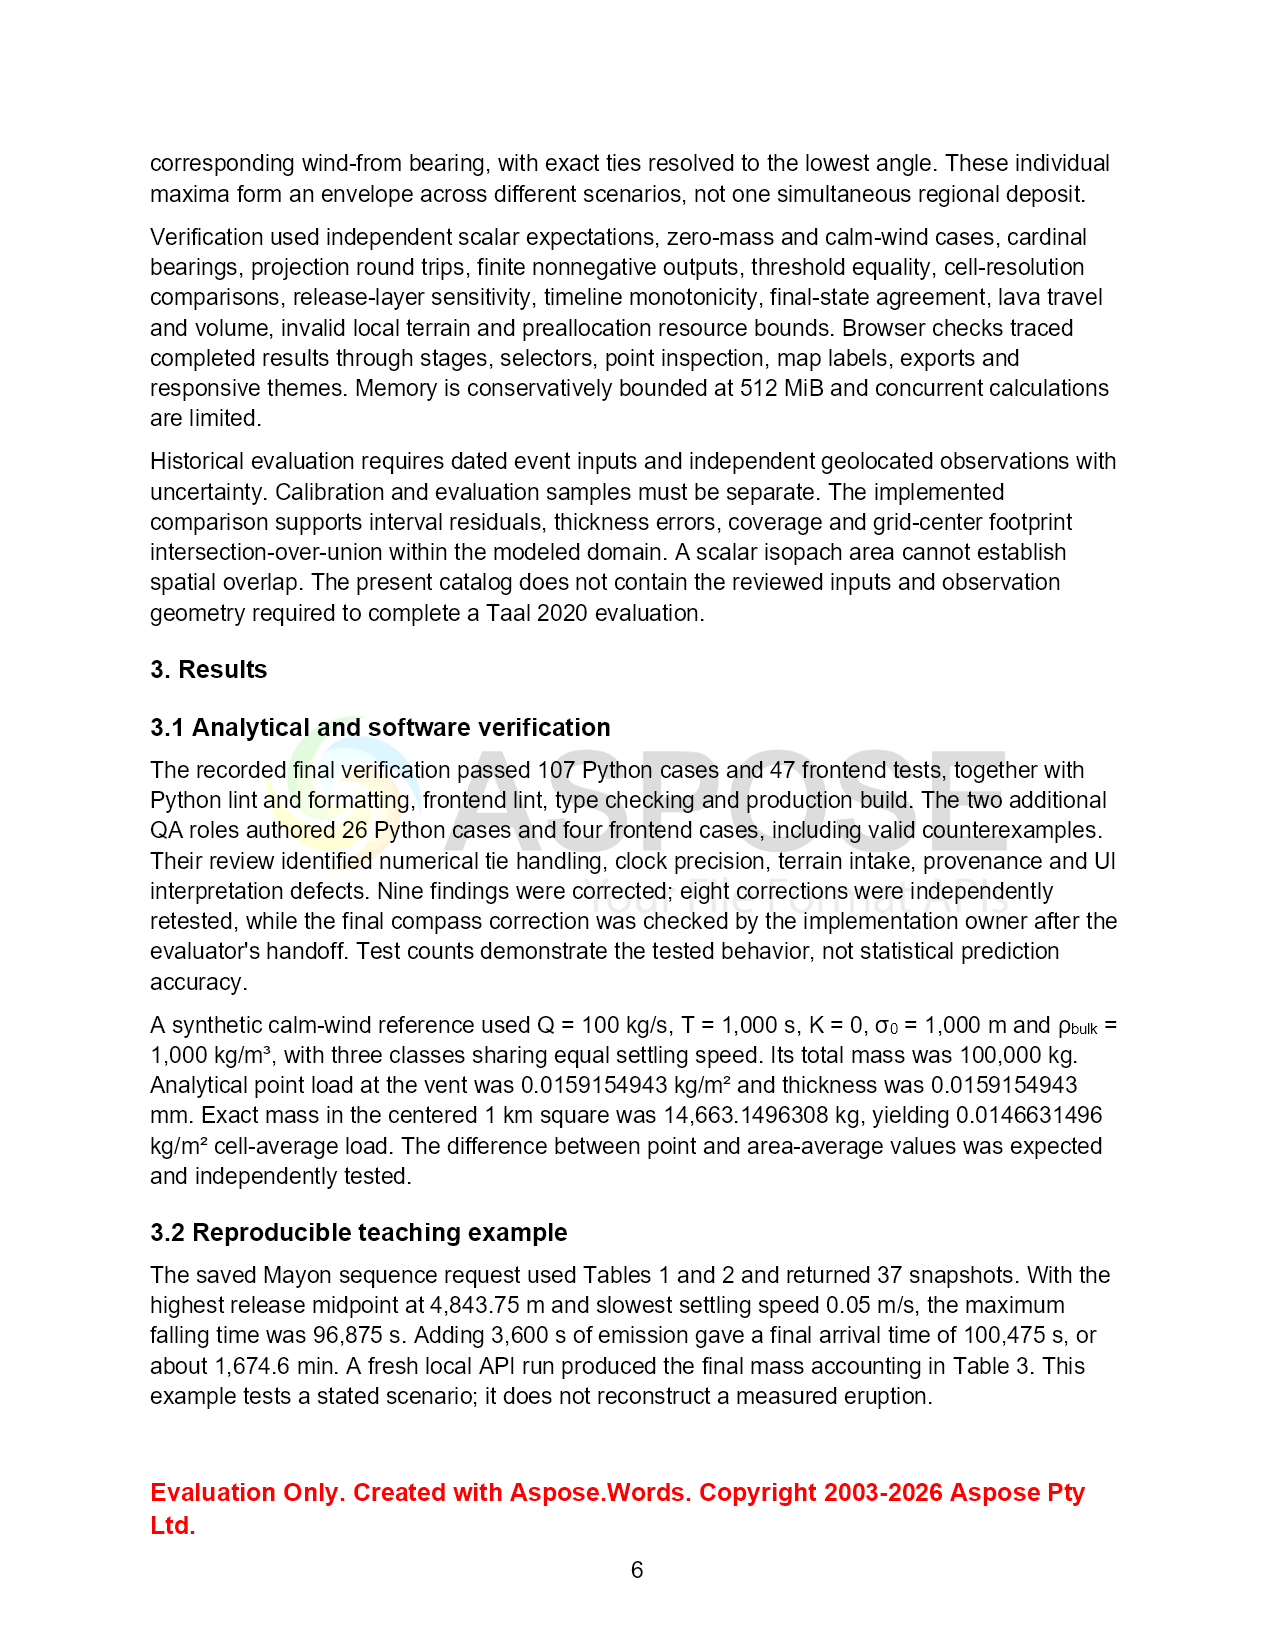 corresponding wind-from bearing, with exact ties resolved to the lowest angle. These individual
maxima form an envelope across different scenarios, not one simultaneous regional deposit.
Verification used independent scalar expectations, zero-mass and calm-wind cases, cardinal
bearings, projection round trips, finite nonnegative outputs, threshold equality, cell-resolution
comparisons, release-layer sensitivity, timeline monotonicity, final-state agreement, lava travel
and volume, invalid local terrain and preallocation resource bounds. Browser checks traced
completed results through stages, selectors, point inspection, map labels, exports and
responsive themes. Memory is conservatively bounded at 512 MiB and concurrent calculations
are limited.
Historical evaluation requires dated event inputs and independent geolocated observations with
uncertainty. Calibration and evaluation samples must be separate. The implemented
comparison supports interval residuals, thickness errors, coverage and grid-center footprint
intersection-over-union within the modeled domain. A scalar isopach area cannot establish
spatial overlap. The present catalog does not contain the reviewed inputs and observation
geometry required to complete a Taal 2020 evaluation.
3. Results
3.1 Analytical and software verification
The recorded final verification passed 107 Python cases and 47 frontend tests, together with
Python lint and formatting, frontend lint, type checking and production build. The two additional
QA roles authored 26 Python cases and four frontend cases, including valid counterexamples.
Their review identified numerical tie handling, clock precision, terrain intake, provenance and UI
interpretation defects. Nine findings were corrected; eight corrections were independently
retested, while the final compass correction was checked by the implementation owner after the
evaluator's handoff. Test counts demonstrate the tested behavior, not statistical prediction
accuracy.
ASPOSE
Your File Format APIs
A synthetic calm-wind reference used Q = 100 kg/s, T = 1,000 s, K = 0, σ₀ = 1,000 m and ρbulk =
1,000 kg/m³, with three classes sharing equal settling speed. Its total mass was 100,000 kg.
Analytical point load at the vent was 0.0159154943 kg/m² and thickness was 0.0159154943
mm. Exact mass in the centered 1 km square was 14,663.1496308 kg, yielding 0.0146631496
kg/m² cell-average load. The difference between point and area-average values was expected
and independently tested.
3.2 Reproducible teaching example
The saved Mayon sequence request used Tables 1 and 2 and returned 37 snapshots. With the
highest release midpoint at 4,843.75 m and slowest settling speed 0.05 m/s, the maximum
falling time was 96,875 s. Adding 3,600 s of emission gave a final arrival time of 100,475 s, or
about 1,674.6 min. A fresh local API run produced the final mass accounting in Table 3. This
example tests a stated scenario; it does not reconstruct a measured eruption.
Evaluation Only. Created with Aspose.Words. Copyright 2003-2026 Aspose Pty
Ltd.
6